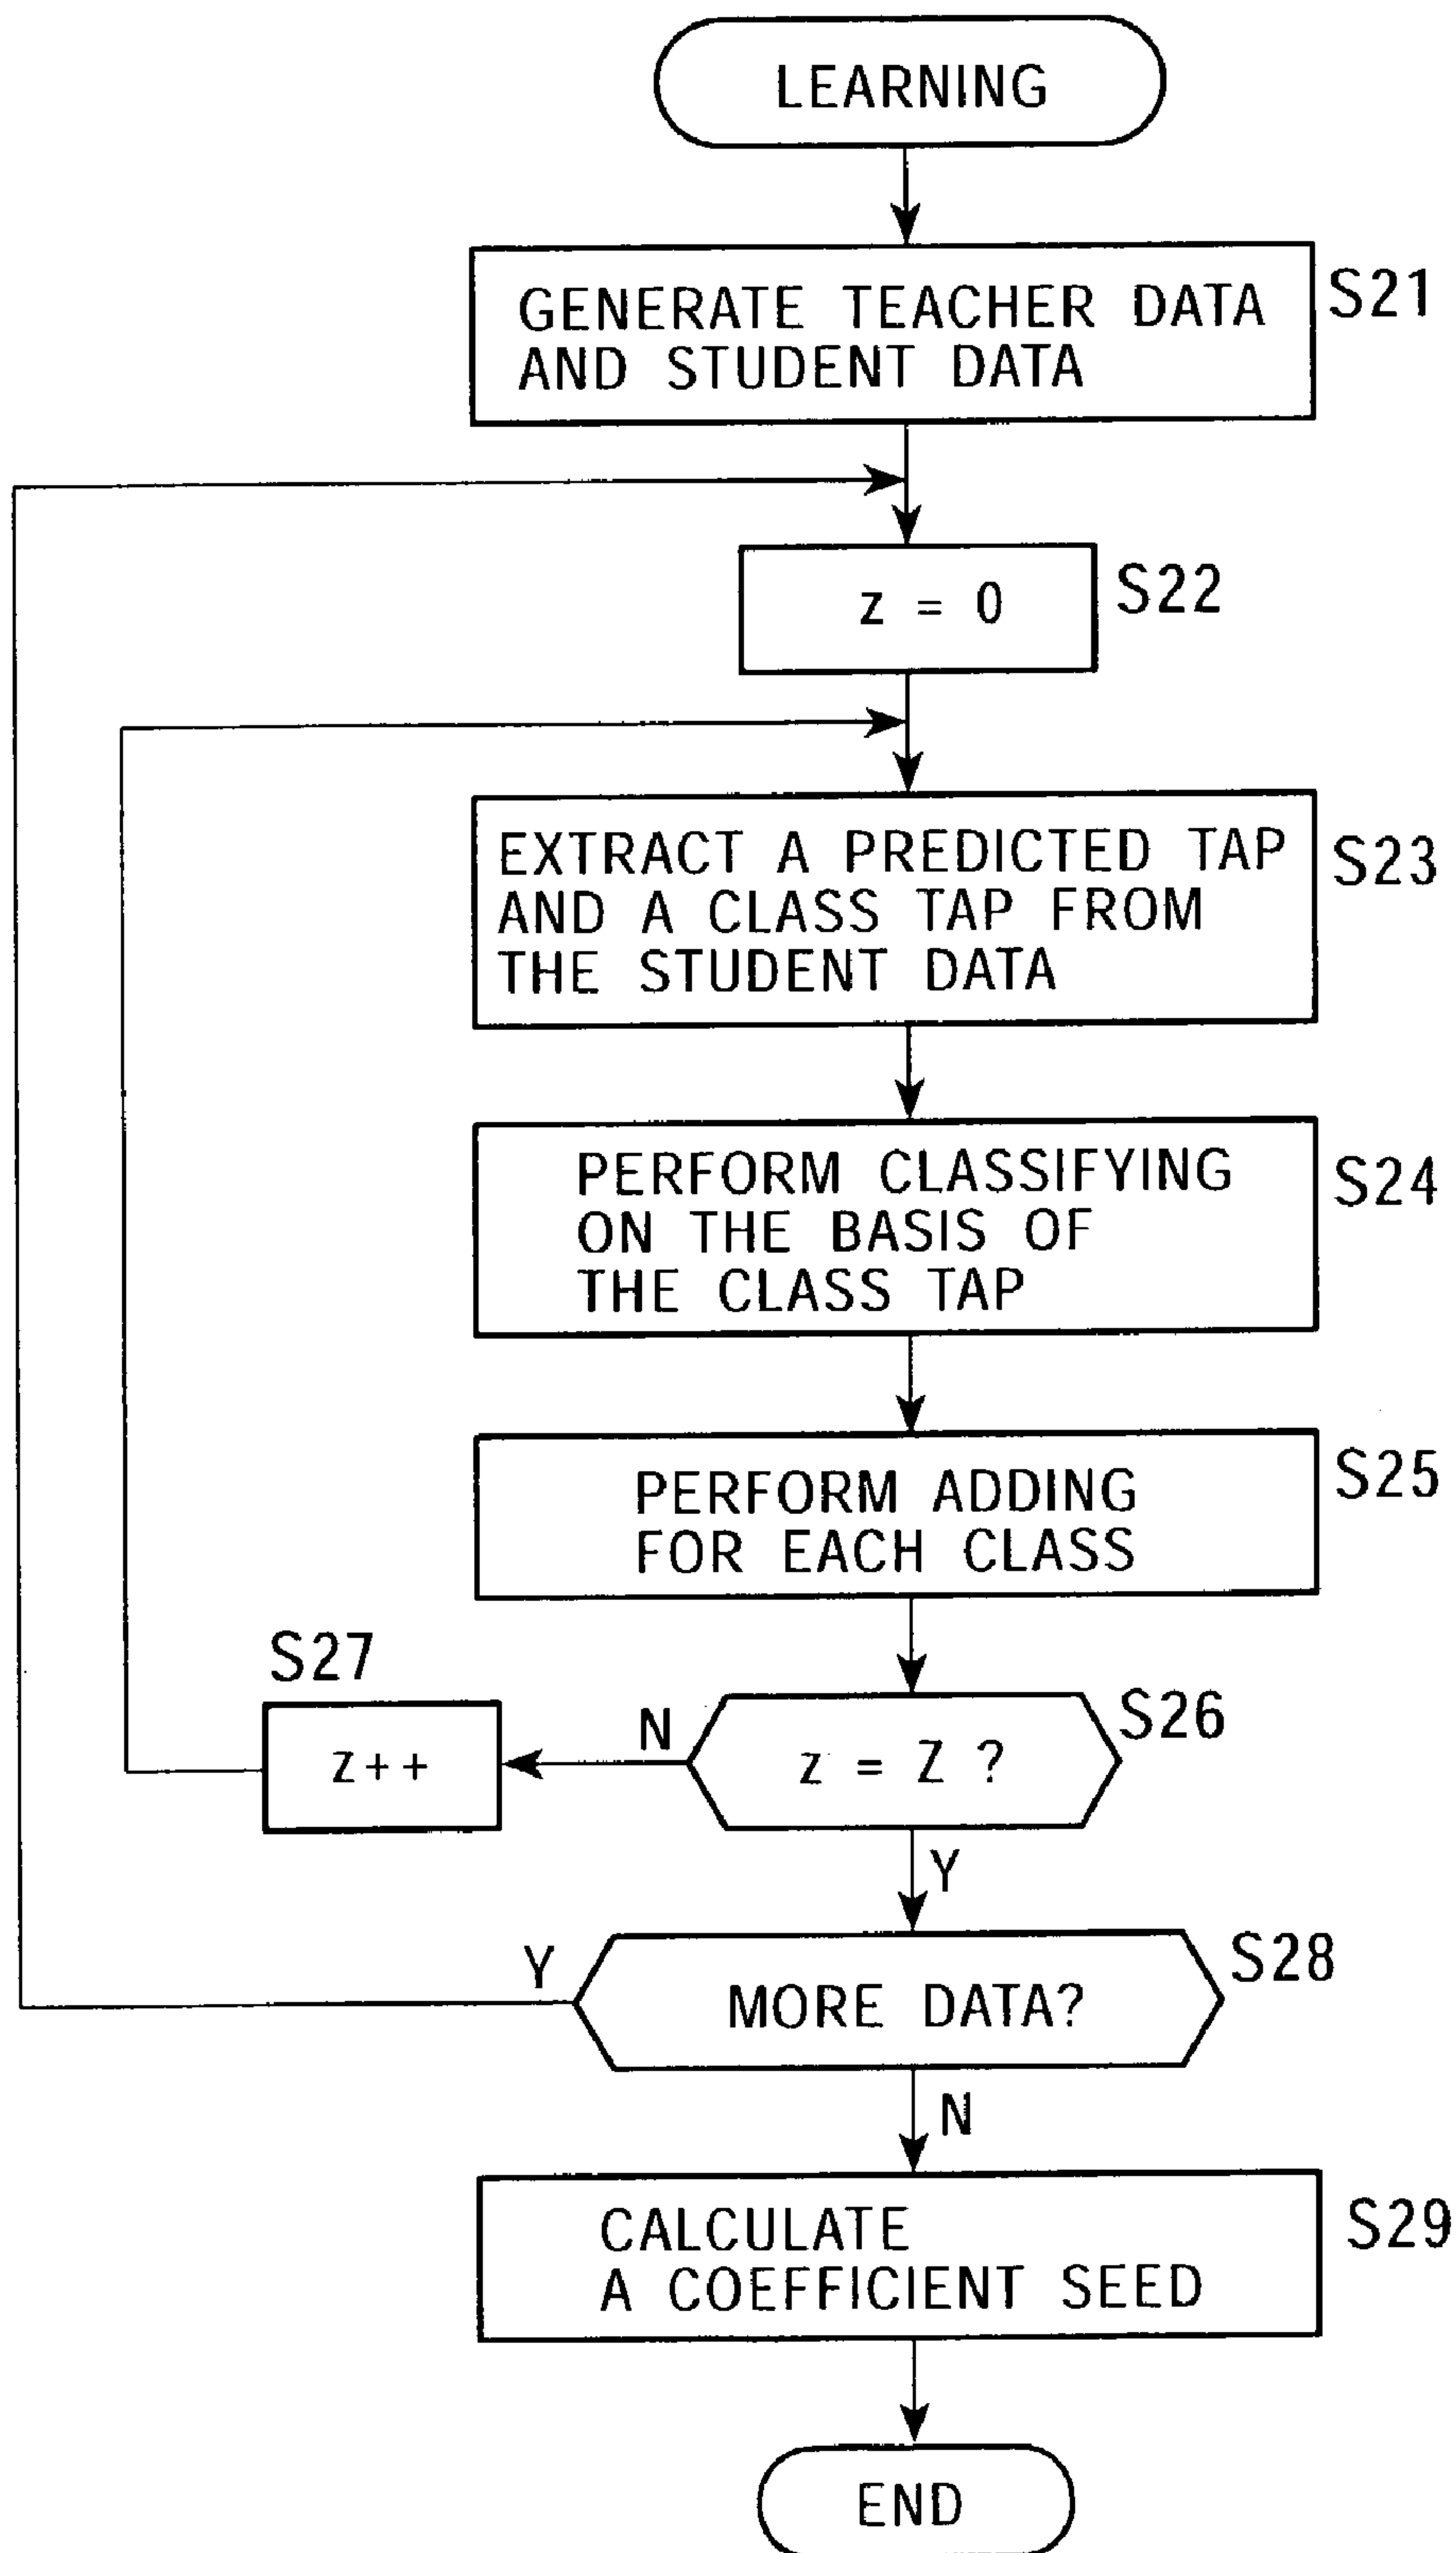 LEARNING
GENERATE TEACHER DATA
AND STUDENT DATA
S21
z = 0
S22
EXTRACT A PREDICTED TAP
AND A CLASS TAP FROM
THE STUDENT DATA
S23
PERFORM CLASSIFYING
ON THE BASIS OF
THE CLASS TAP
S24
PERFORM ADDING
FOR EACH CLASS
S25
z = Z ?
S26
N
S27
z++
Y
MORE DATA?
S28
Y
N
CALCULATE
A COEFFICIENT SEED
S29
END